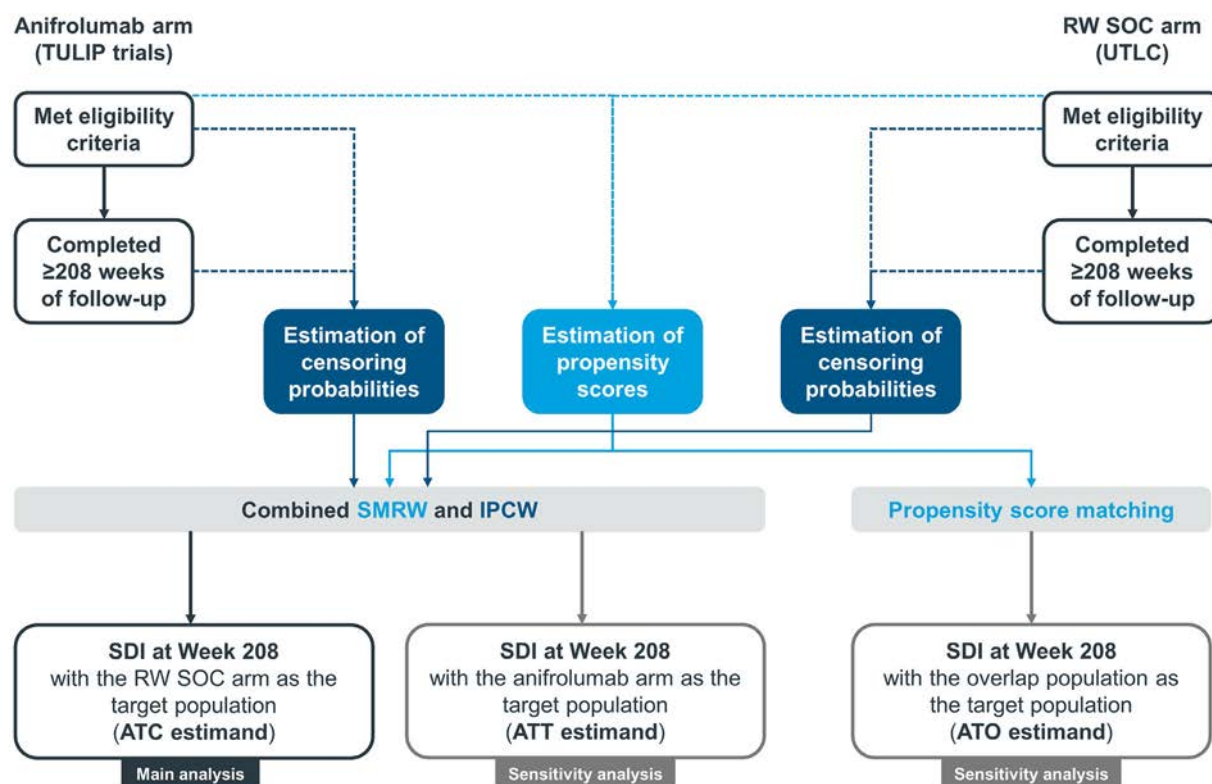 Anifrolumab arm
(TULIP trials)
RW SOC arm
(UTLC)
Met eligibility
criteria
Met eligibility
criteria
Completed
≥208 weeks
of follow-up
Completed
≥208 weeks
of follow-up
Estimation of
censoring
probabilities
Estimation of
propensity
scores
Estimation of
censoring
probabilities
Combined SMRW and IPCW
Propensity score matching
SDI at Week 208
with the RW SOC arm as the
target population
(ATC estimand)
Main analysis
SDI at Week 208
with the anifrolumab arm as the
target population
(ATT estimand)
Sensitivity analysis
SDI at Week 208
with the overlap population as
the target population
(ATO estimand)
Sensitivity analysis